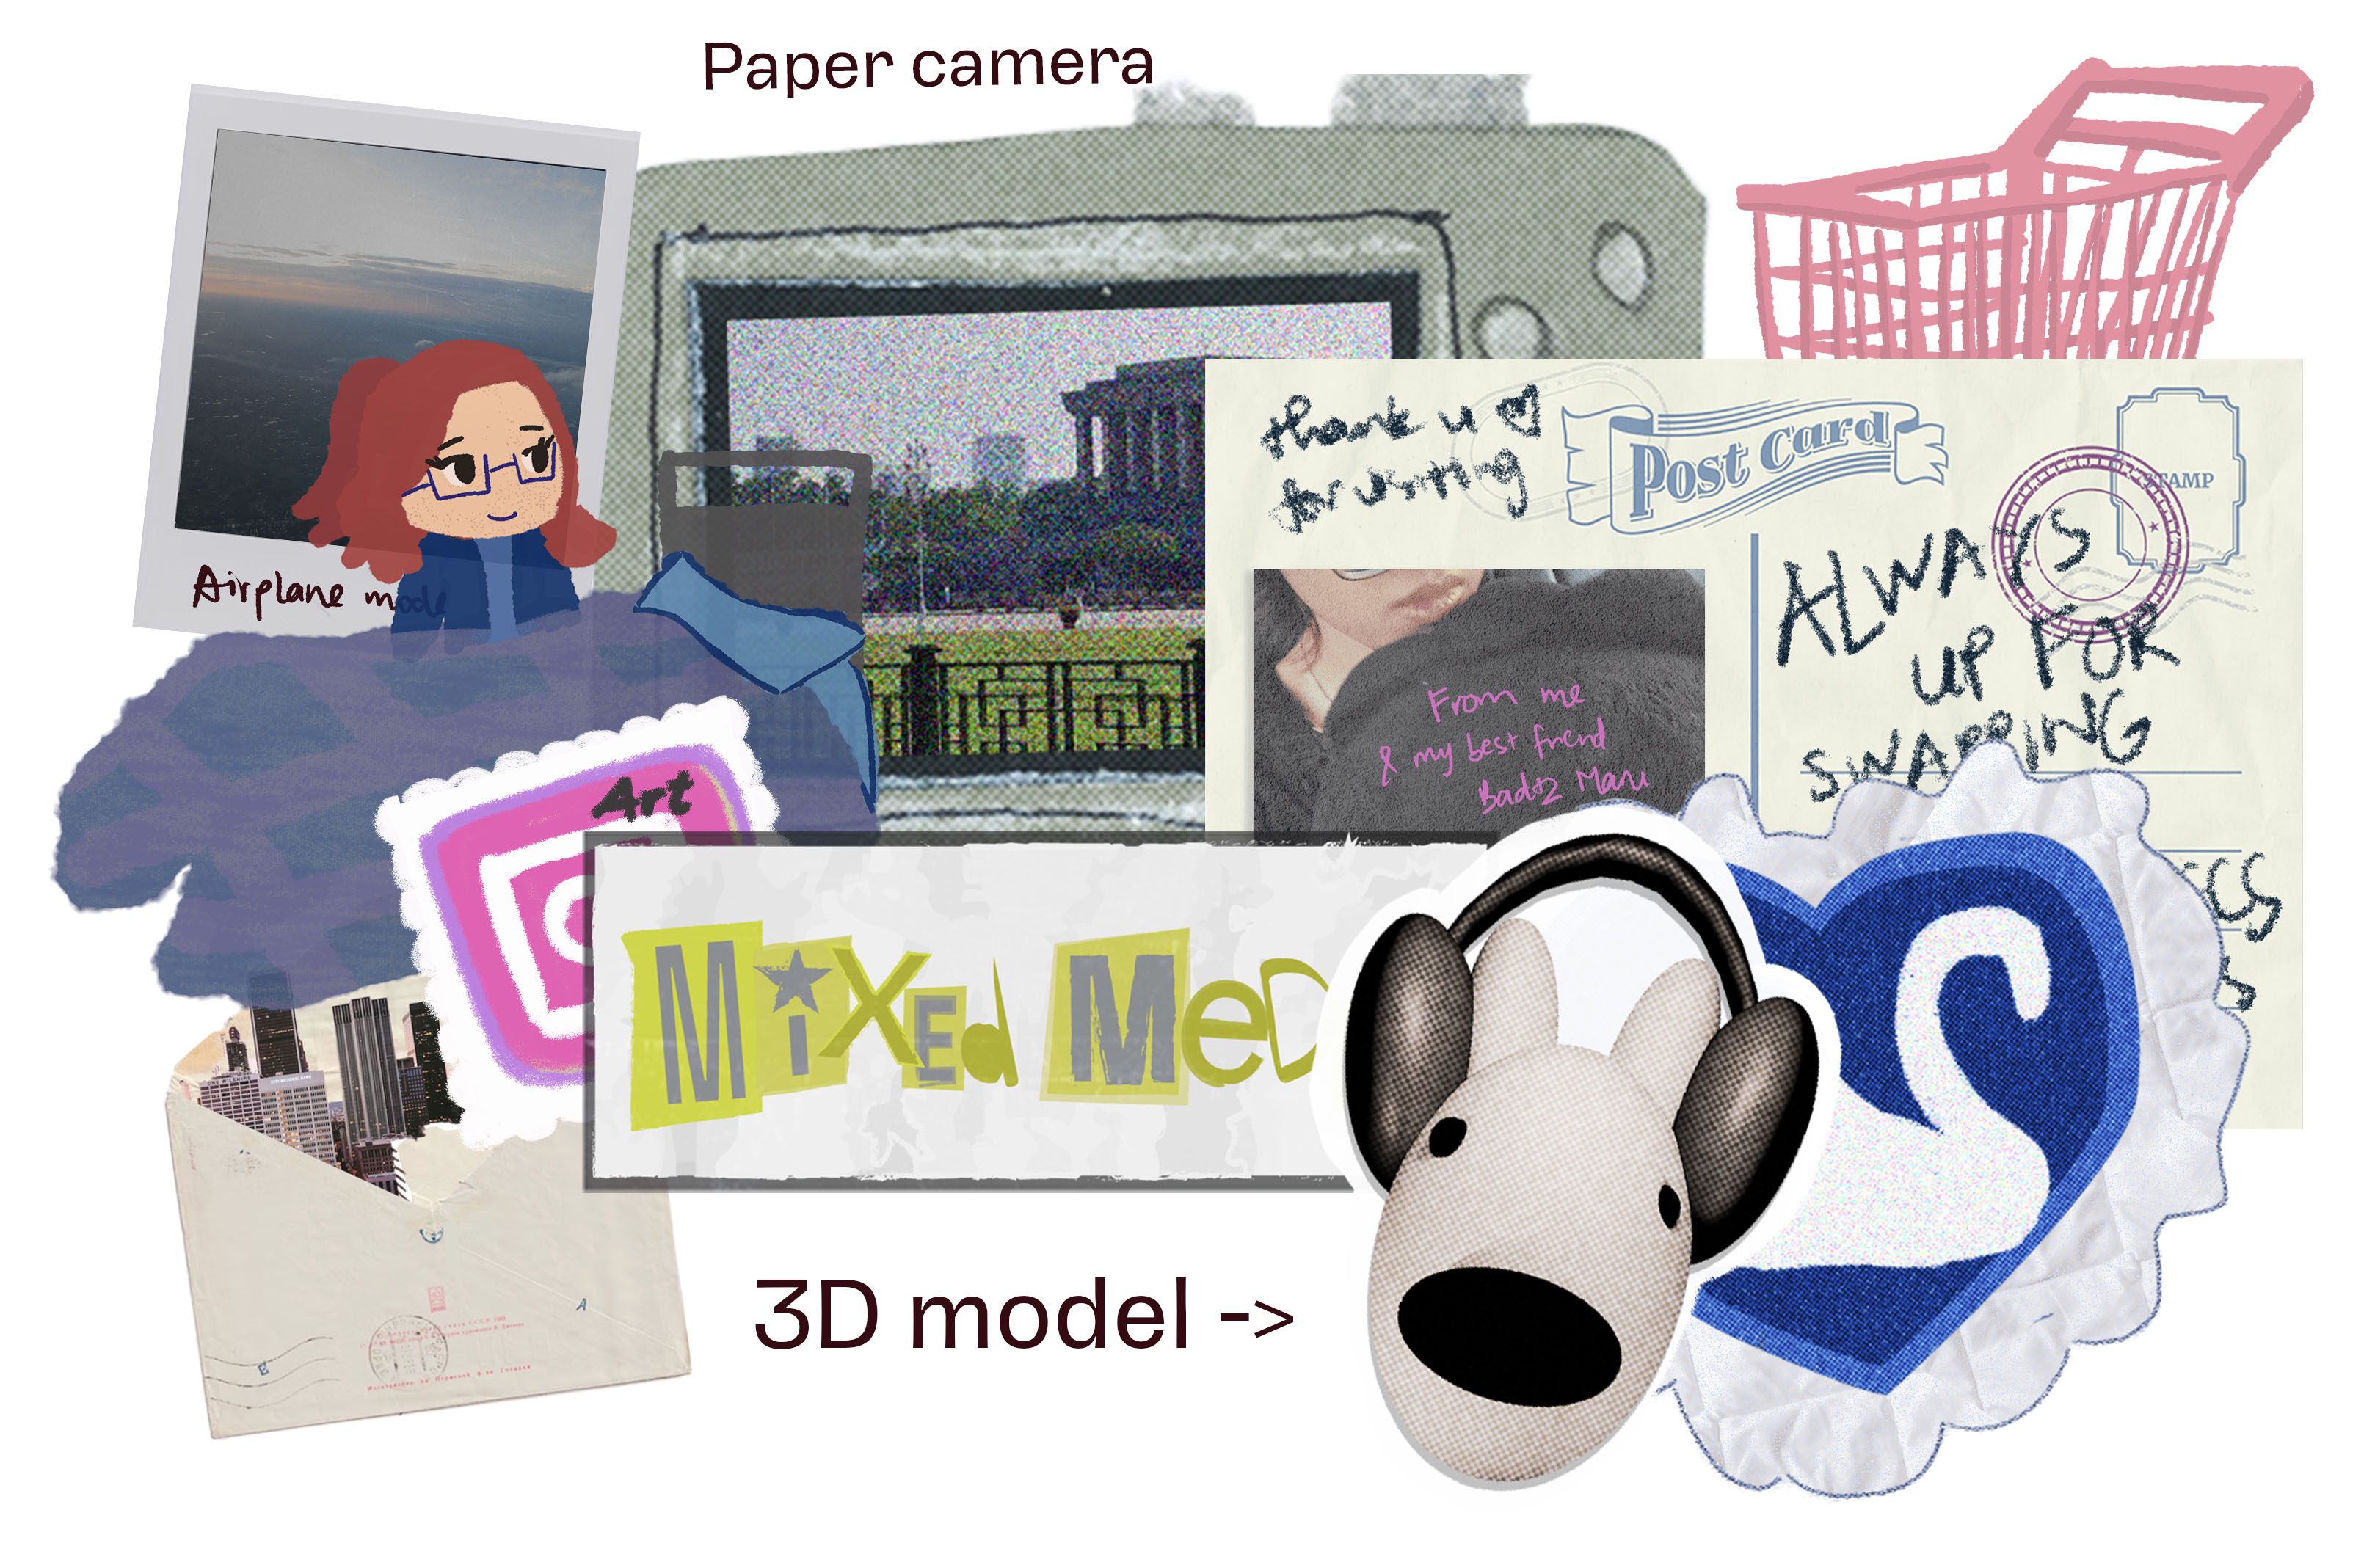 Paper camera
Airplane mode
thank u
for writing
Post Card
STAMP
ALWAYS
UP FOR
SWAPPING
From me
& my best friend
Badtz Maru
Art
MiXEd MeD
3D model ->